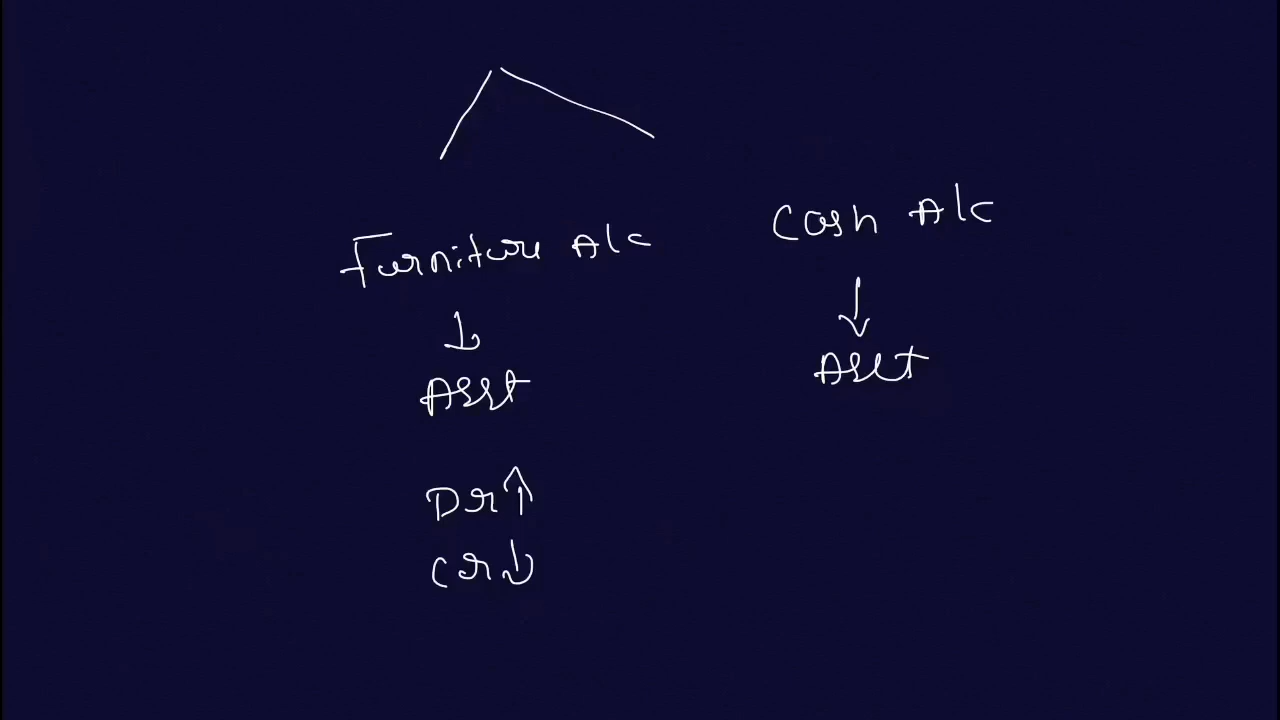 Furniture A/c
Cash A/c
↓
↓
Asset
Asset
Dr↑
Cr↓